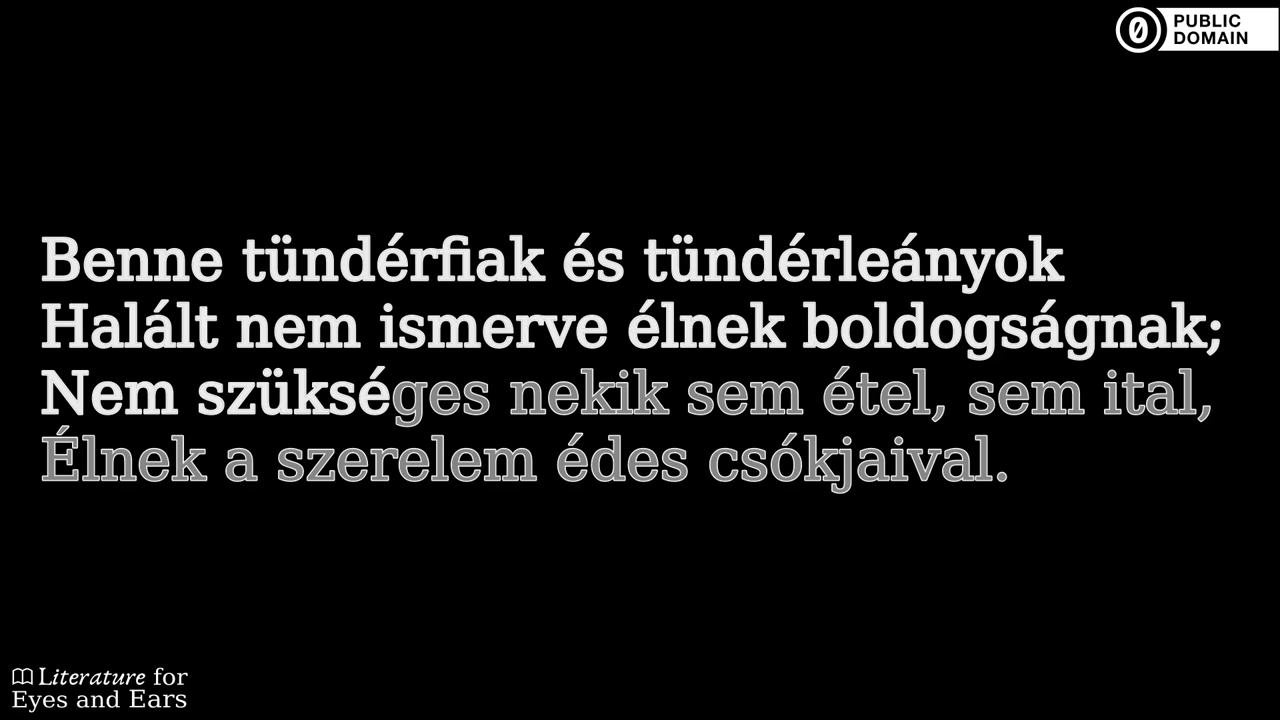 PUBLIC
DOMAIN
Benne tündérfiak és tündérleányok
Halált nem ismerve élnek boldogságnak;
Nem szükséges nekik sem étel, sem ital,
Élnek a szerelem édes csókjaival.
Literature for
Eyes and Ears